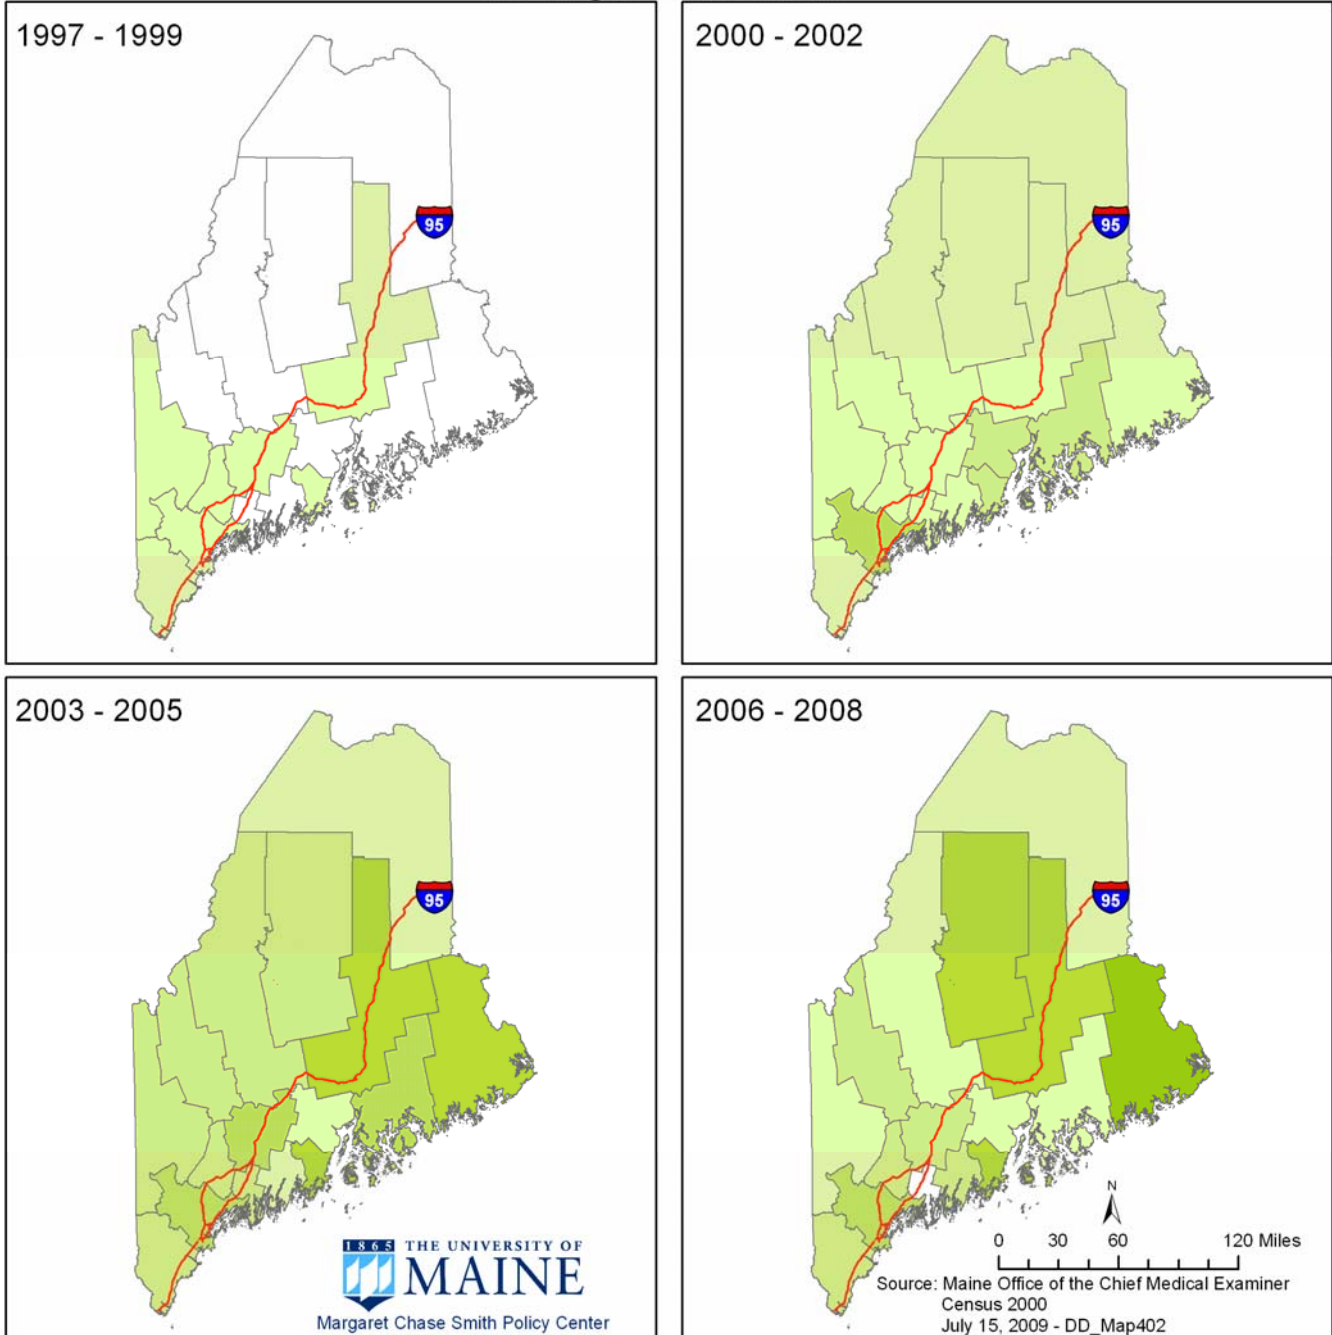 1997 - 1999
2000 - 2002
95
95
2003 - 2005
2006 - 2008
95
95
1865 THE UNIVERSITY OF
MAINE
Margaret Chase Smith Policy Center
N
0 30 60 120 Miles
Source: Maine Office of the Chief Medical Examiner
Census 2000
July 15, 2009 - DD_Map402